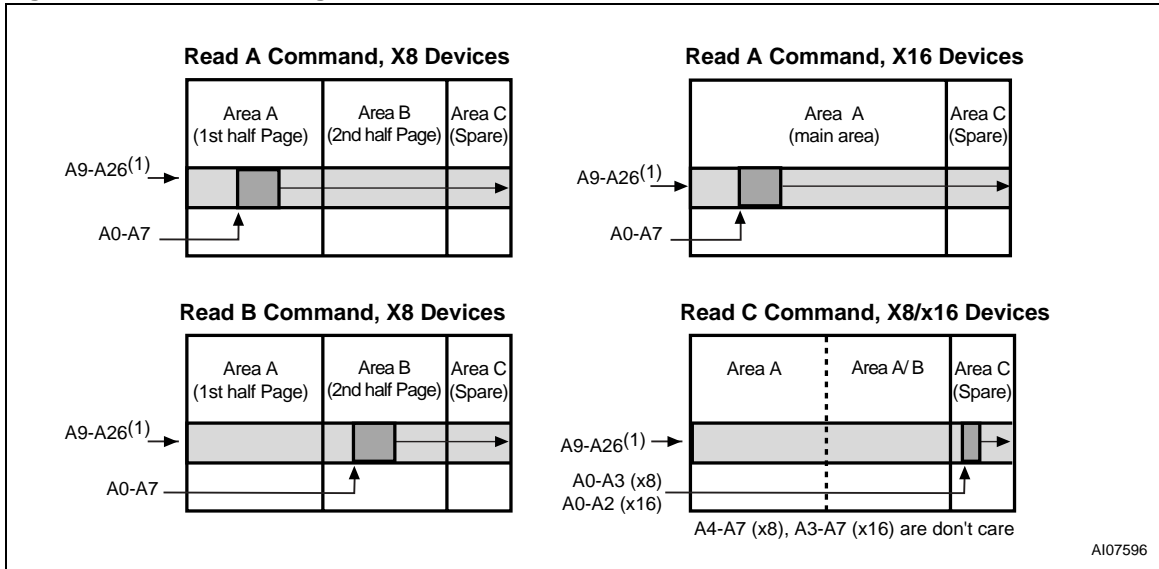 Read A Command, X8 Devices
Area A
(1st half Page)
Area B
(2nd half Page)
Area C
(Spare)
A9-A26(1)
A0-A7
Read A Command, X16 Devices
Area A
(main area)
Area C
(Spare)
A9-A26(1)
A0-A7
Read B Command, X8 Devices
Area A
(1st half Page)
Area B
(2nd half Page)
Area C
(Spare)
A9-A26(1)
A0-A7
Read C Command, X8/x16 Devices
Area A
Area A/ B
Area C
(Spare)
A9-A26(1)
A0-A3 (x8)
A0-A2 (x16)
A4-A7 (x8), A3-A7 (x16) are don't care
AI07596